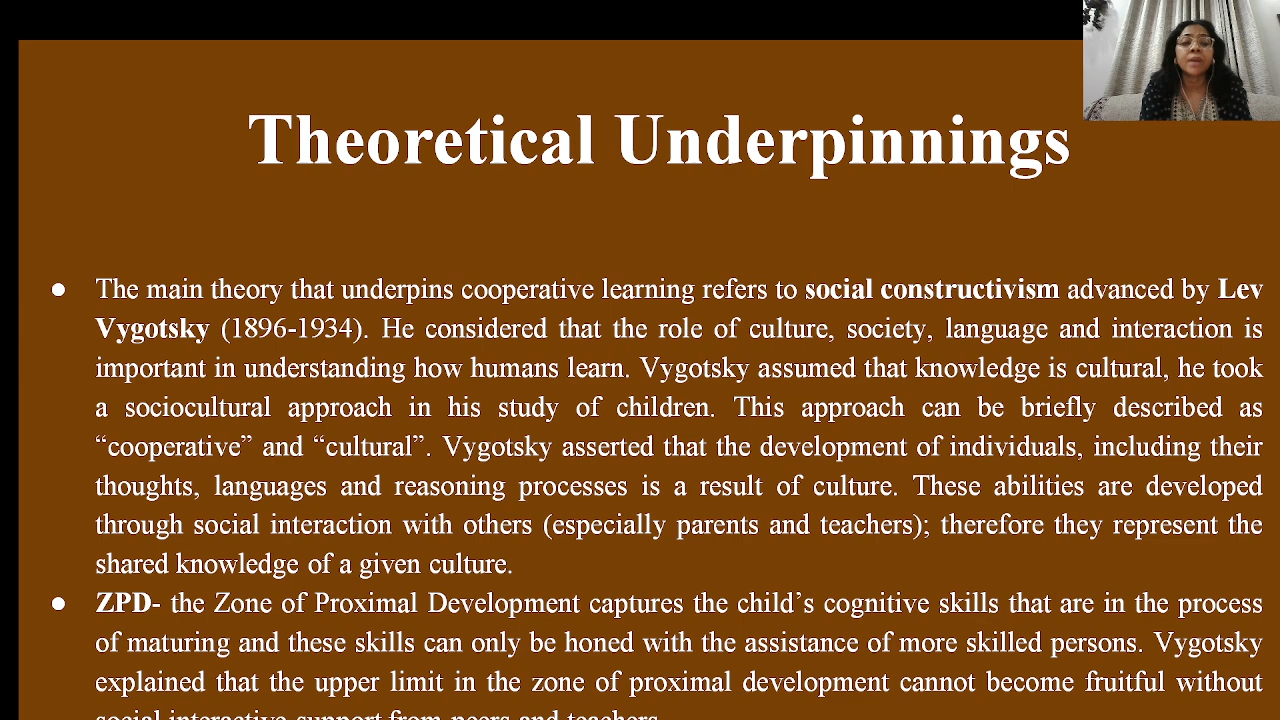 Theoretical Underpinnings
● The main theory that underpins cooperative learning refers to social constructivism advanced by Lev
Vygotsky (1896-1934). He considered that the role of culture, society, language and interaction is
important in understanding how humans learn. Vygotsky assumed that knowledge is cultural, he took
a sociocultural approach in his study of children. This approach can be briefly described as
“cooperative” and “cultural”. Vygotsky asserted that the development of individuals, including their
thoughts, languages and reasoning processes is a result of culture. These abilities are developed
through social interaction with others (especially parents and teachers); therefore they represent the
shared knowledge of a given culture.
● ZPD- the Zone of Proximal Development captures the child’s cognitive skills that are in the process
of maturing and these skills can only be honed with the assistance of more skilled persons. Vygotsky
explained that the upper limit in the zone of proximal development cannot become fruitful without
social interactive support from peers and teachers.